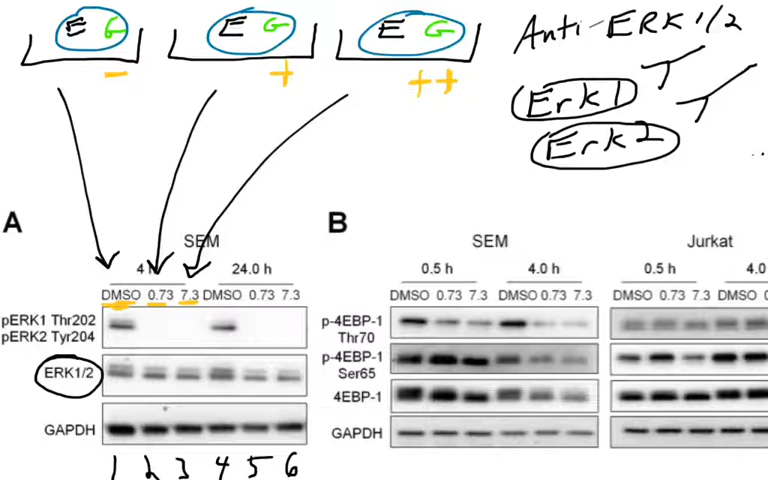 E G E G E G
- + ++
Anti-ERK1/2
Erk1
Erk2
A B
SEM SEM Jurkat
4 h 24.0 h 0.5 h 4.0 h 0.5 h 4.0
DMSO 0.73 7.3 DMSO 0.73 7.3 DMSO 0.73 7.3 DMSO 0.73 7.3 DMSO 0.73 7.3 DMSO
pERK1 Thr202
pERK2 Tyr204
p-4EBP-1
Thr70
p-4EBP-1
Ser65
ERK1/2
4EBP-1
GAPDH GAPDH
1 2 3 4 5 6